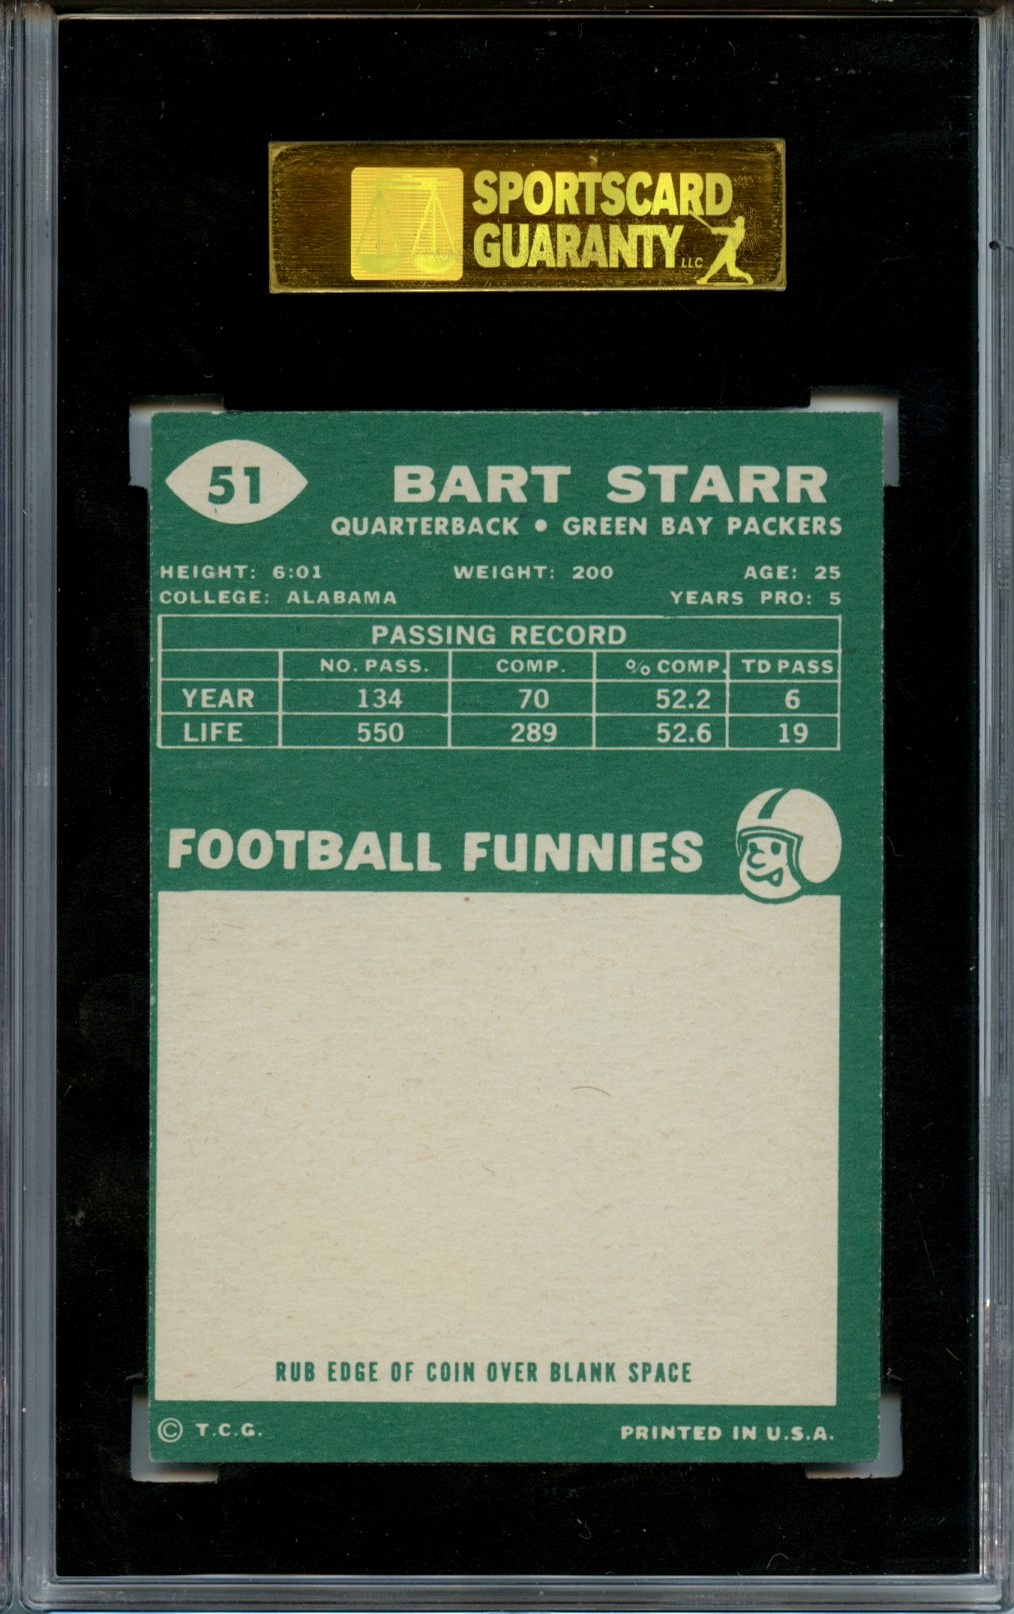 SPORTSCARD
GUARANTY LLC
51
BART STARR
QUARTERBACK • GREEN BAY PACKERS
HEIGHT: 6:01 WEIGHT: 200 AGE: 25
COLLEGE: ALABAMA YEARS PRO: 5
PASSING RECORD
NO. PASS. COMP. % COMP. TD PASS
YEAR 134 70 52.2 6
LIFE 550 289 52.6 19
FOOTBALL FUNNIES
RUB EDGE OF COIN OVER BLANK SPACE
© T.C.G. PRINTED IN U.S.A.